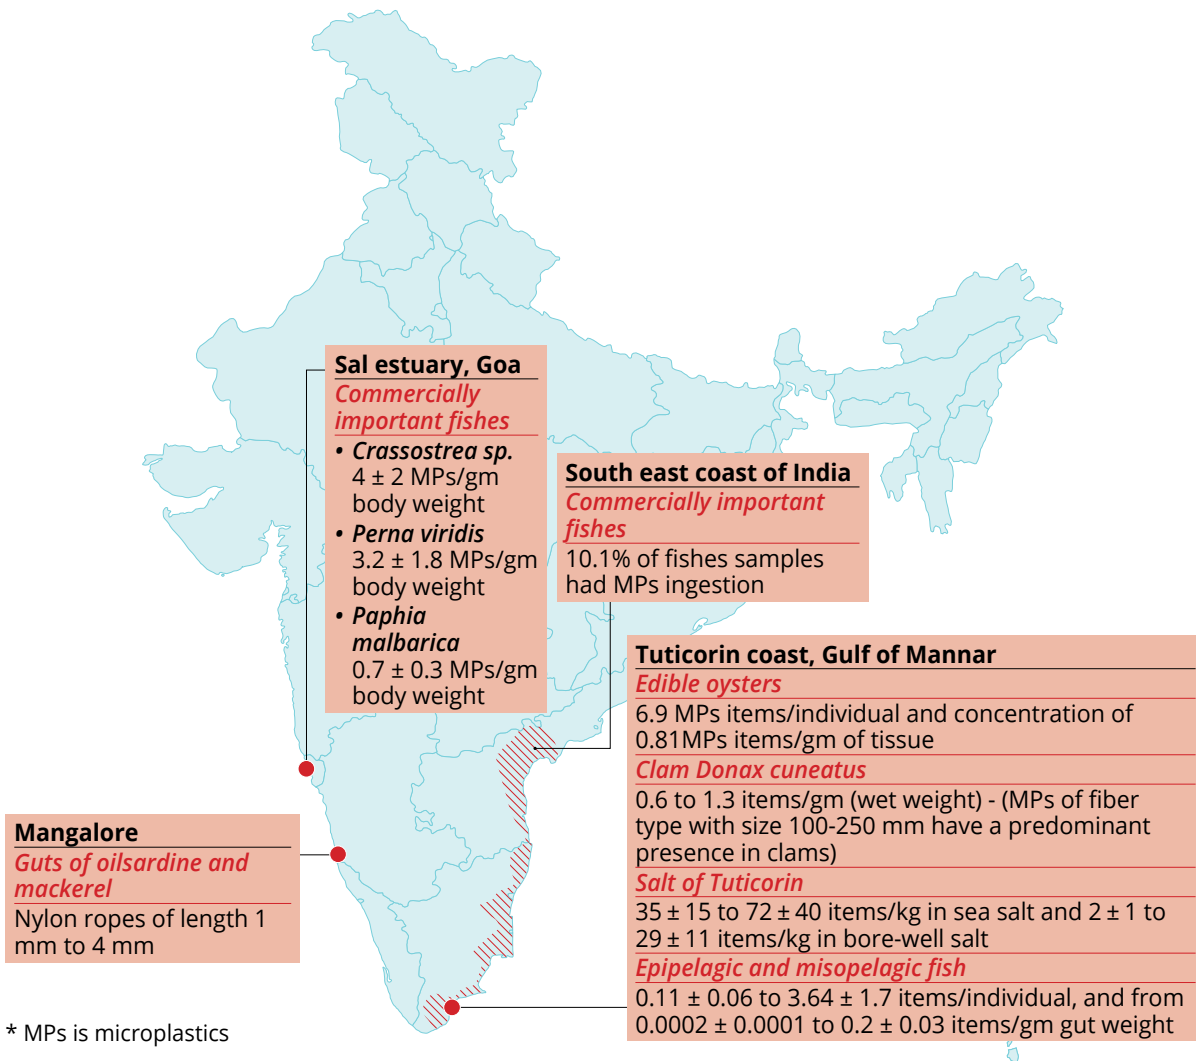 Sal estuary, Goa
Commercially
important fishes
• Crassostrea sp.
4 ± 2 MPs/gm
body weight
• Perna viridis
3.2 ± 1.8 MPs/gm
body weight
• Paphia
malbarica
0.7 ± 0.3 MPs/gm
body weight
South east coast of India
Commercially important
fishes
10.1% of fishes samples
had MPs ingestion
Tuticorin coast, Gulf of Mannar
Edible oysters
6.9 MPs items/individual and concentration of
0.81MPs items/gm of tissue
Clam Donax cuneatus
0.6 to 1.3 items/gm (wet weight) - (MPs of fiber
type with size 100-250 mm have a predominant
presence in clams)
Salt of Tuticorin
35 ± 15 to 72 ± 40 items/kg in sea salt and 2 ± 1 to
29 ± 11 items/kg in bore-well salt
Epipelagic and misopelagic fish
0.11 ± 0.06 to 3.64 ± 1.7 items/individual, and from
0.0002 ± 0.0001 to 0.2 ± 0.03 items/gm gut weight
Mangalore
Guts of oilsardine and
mackerel
Nylon ropes of length 1
mm to 4 mm
* MPs is microplastics